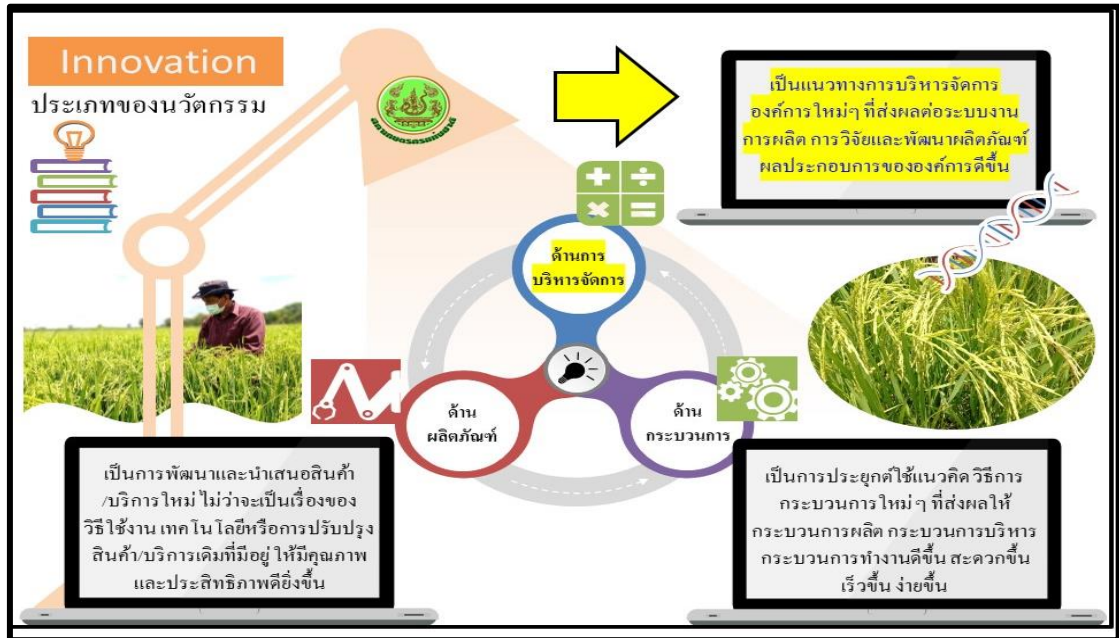 Innovation
ประเภทของนวัตกรรม
สภาเกษตรกรแห่งชาติ
เป็นแนวทางการบริหารจัดการ
องค์การใหม่ๆ ที่ส่งผลต่อระบบงาน
การผลิต การวิจัยและพัฒนาผลิตภัณฑ์
ผลประกอบการขององค์การดีขึ้น
ด้านการ
บริหารจัดการ
ด้าน
ผลิตภัณฑ์
ด้าน
กระบวนการ
เป็นการพัฒนาและนำเสนอสินค้า
/บริการใหม่ ไม่ว่าจะเป็นเรื่องของ
วิธีใช้งาน เทคโนโลยีหรือการปรับปรุง
สินค้า/บริการเดิมที่มีอยู่ ให้มีคุณภาพ
และประสิทธิภาพดียิ่งขึ้น
เป็นการประยุกต์ใช้แนวคิด วิธีการ
กระบวนการใหม่ ๆ ที่ส่งผลให้
กระบวนการผลิต กระบวนการบริหาร
กระบวนการทำงานดีขึ้น สะดวกขึ้น
เร็วขึ้น ง่ายขึ้น